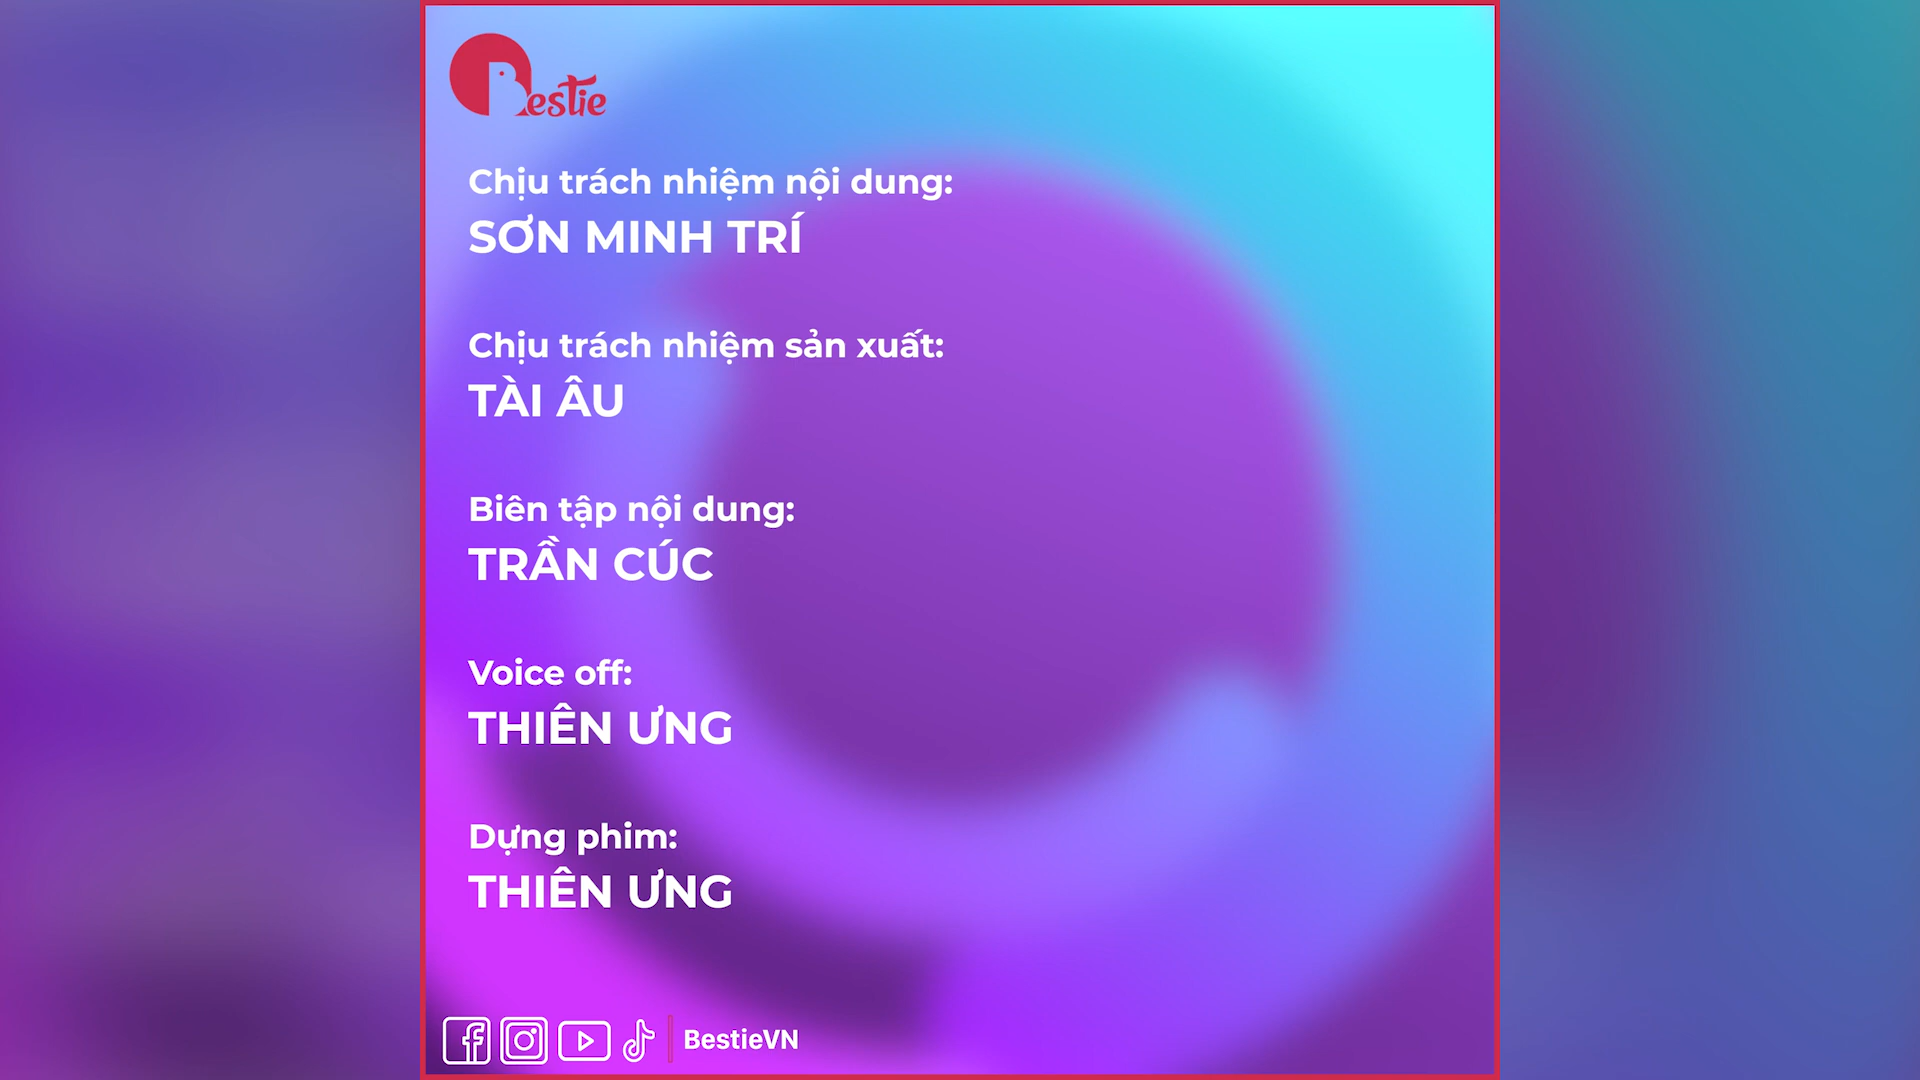 Bestie
Chịu trách nhiệm nội dung:
SƠN MINH TRÍ
Chịu trách nhiệm sản xuất:
TÀI ÂU
Biên tập nội dung:
TRẦN CÚC
Voice off:
THIÊN ƯNG
Dựng phim:
THIÊN ƯNG
BestieVN